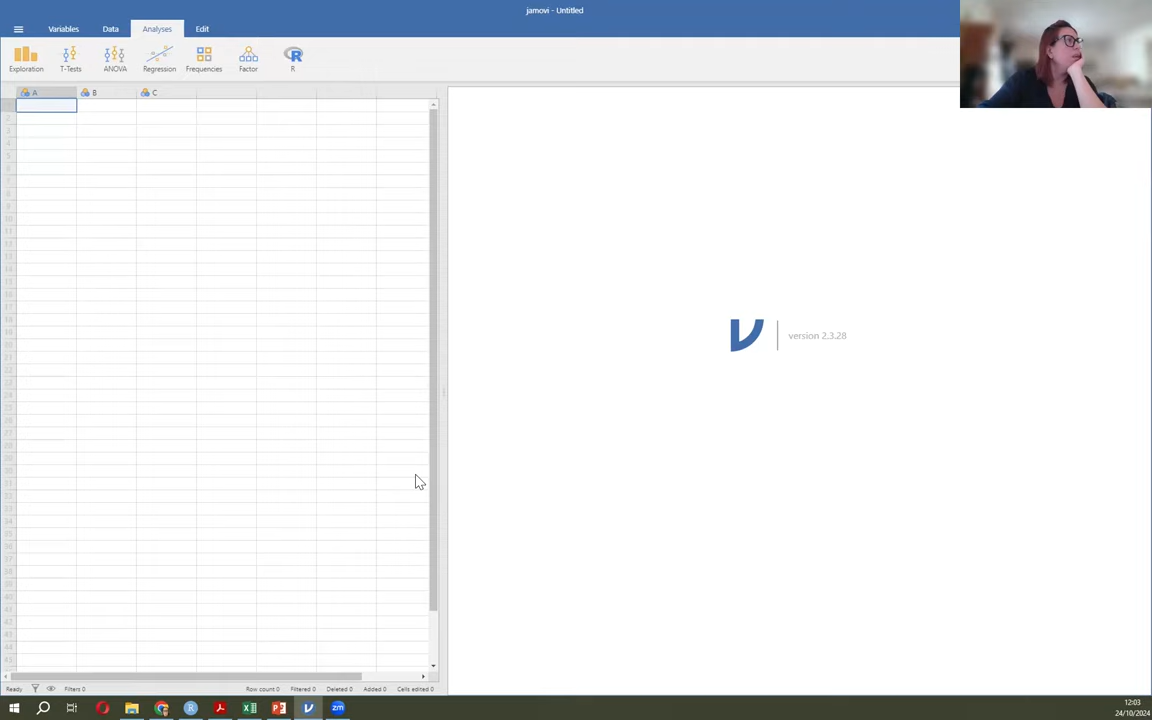 jamovi - Untitled
Variables Data Analyses Edit
Exploration T-Tests ANOVA Regression Frequencies Factor R
A B C
version 2.3.28
Ready Filters 0 Row count 0 Filtered 0 Deleted 0 Added 0 Cells edited 0
12:03
24/10/2024